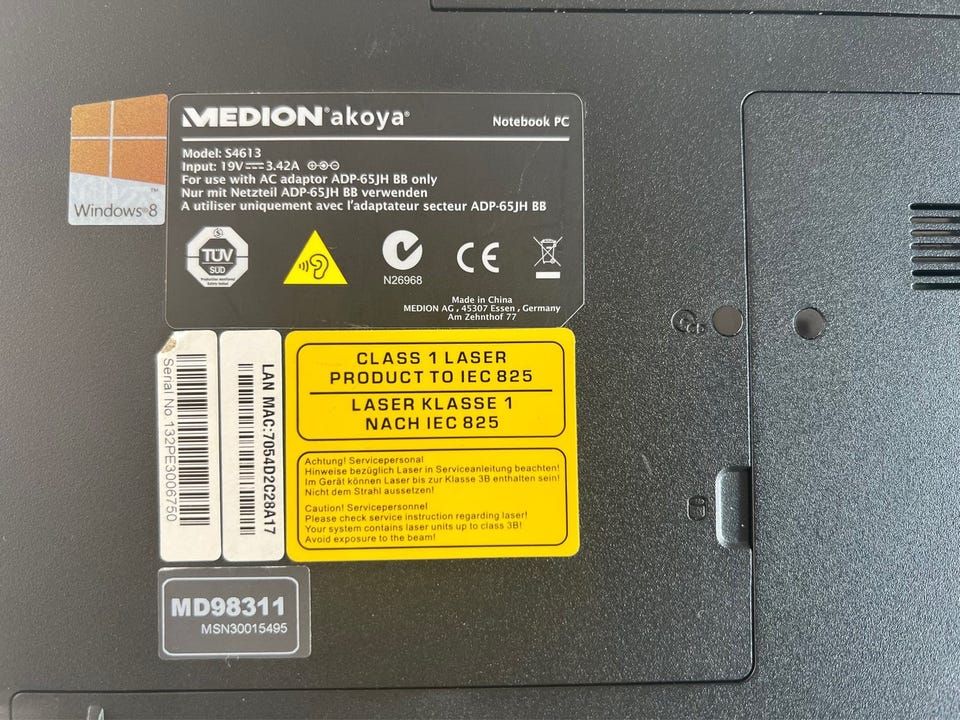 MEDION® akoya®
Notebook PC
Windows 8
Model: S4613
Input: 19V⎓3.42A
For use with AC adaptor ADP-65JH BB only
Nur mit Netzteil ADP-65JH BB verwenden
A utiliser uniquement avec l'adaptateur secteur ADP-65JH BB
TÜV
SÜD
N26968
CE
Made in China
MEDION AG , 45307 Essen , Germany
Am Zehnthof 77
Serial No.132PE3006750
LAN MAC:7054D2C28A17
CLASS 1 LASER
PRODUCT TO IEC 825
LASER KLASSE 1
NACH IEC 825
Achtung! Servicepersonal
Hinweise bezüglich Laser in Serviceanleitung beachten!
Im Gerät können Laser bis zur Klasse 3B enthalten sein!
Nicht dem Strahl aussetzen!
Caution! Servicepersonnel
Please check service instruction regarding laser!
Your system contains laser units up to class 3B!
Avoid exposure to the beam!
MD98311
MSN30015495